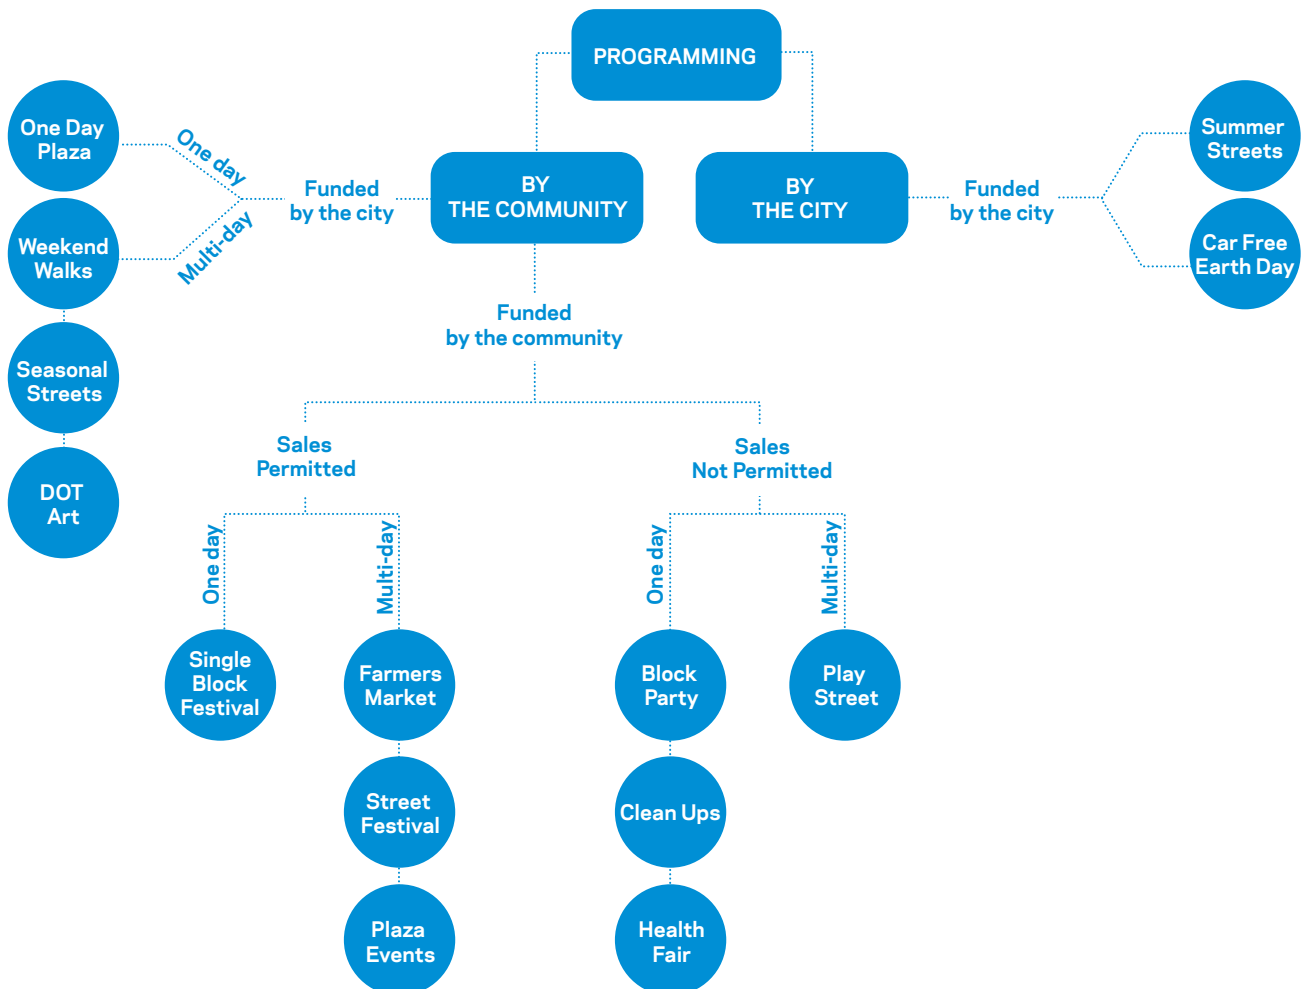 PROGRAMMING
BY
THE COMMUNITY
BY
THE CITY
Funded
by the city
One day
Multi-day
One Day
Plaza
Weekend
Walks
Seasonal
Streets
DOT
Art
Funded
by the city
Summer
Streets
Car Free
Earth Day
Funded
by the community
Sales
Permitted
Sales
Not Permitted
One day
Multi-day
One day
Multi-day
Single
Block
Festival
Farmers
Market
Block
Party
Play
Street
Street
Festival
Clean Ups
Plaza
Events
Health
Fair